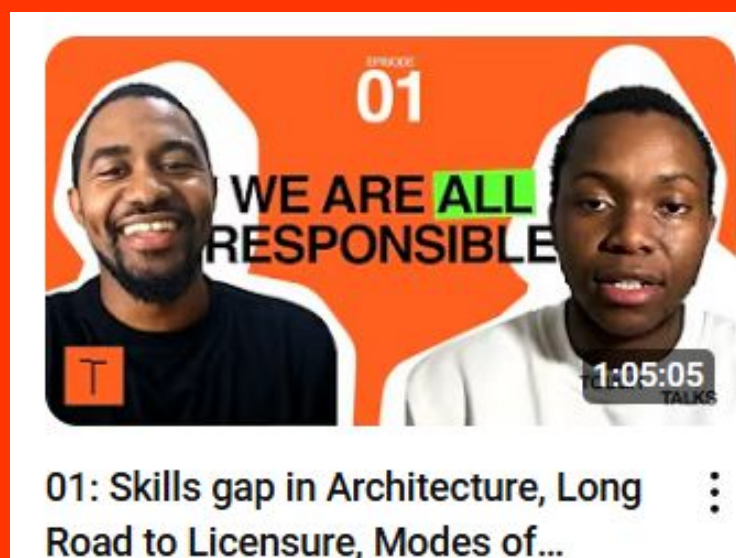 EPISODE
01
WE ARE ALL
RESPONSIBLE
T
1:05:05
TALKS
01: Skills gap in Architecture, Long
Road to Licensure, Modes of...